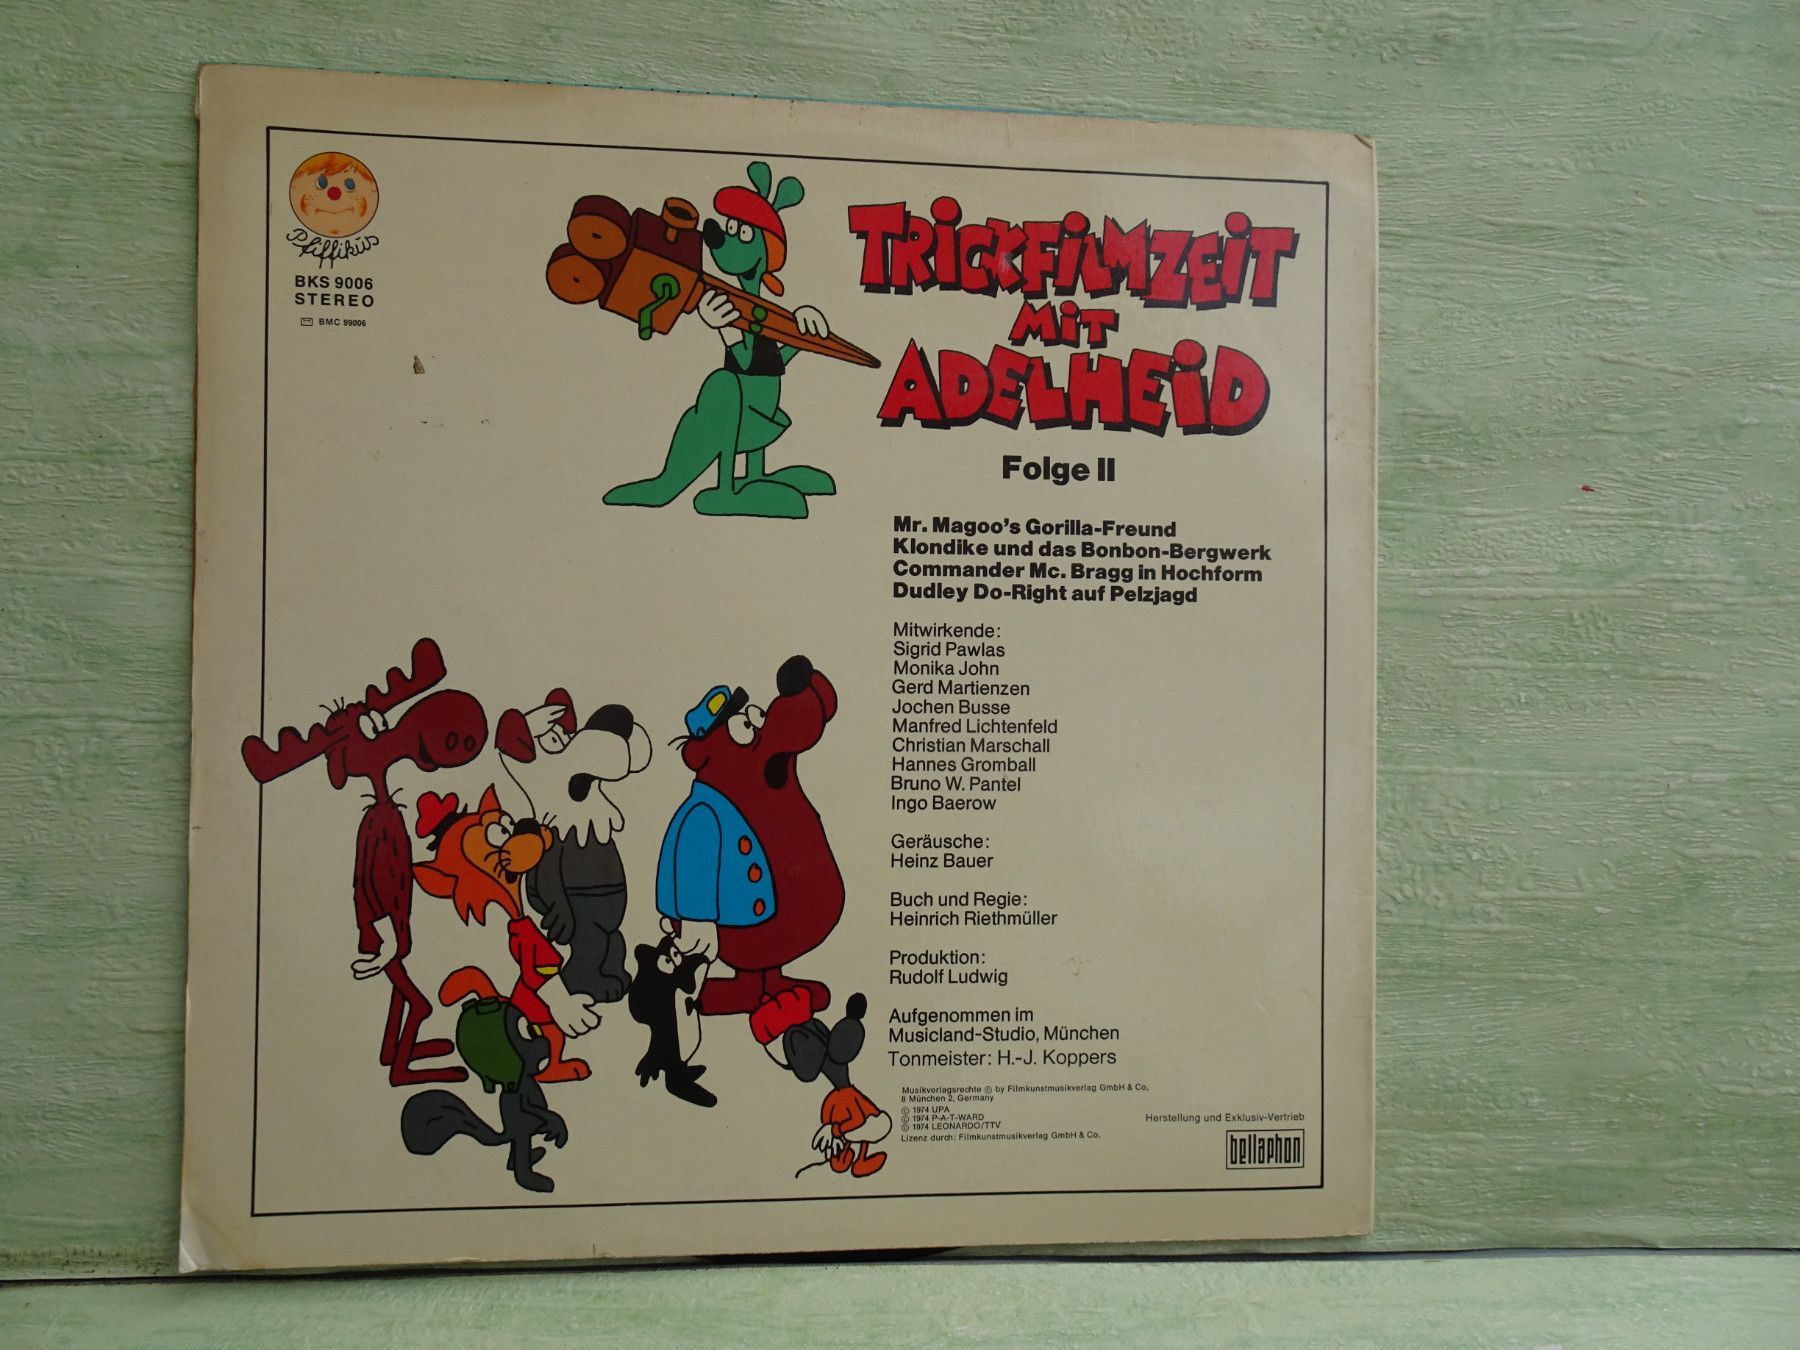 Pfiffikus
BKS 9006
STEREO
BMC 99006
TRICKFILMZEIT
MIT
ADELHEID
Folge II
Mr. Magoo's Gorilla-Freund
Klondike und das Bonbon-Bergwerk
Commander Mc. Bragg in Hochform
Dudley Do-Right auf Pelzjagd
Mitwirkende:
Sigrid Pawlas
Monika John
Gerd Martienzen
Jochen Busse
Manfred Lichtenfeld
Christian Marschall
Hannes Gromball
Bruno W. Pantel
Ingo Baerow
Geräusche:
Heinz Bauer
Buch und Regie:
Heinrich Riethmüller
Produktion:
Rudolf Ludwig
Aufgenommen im
Musicland-Studio, München
Tonmeister: H.-J. Koppers
Musikverlagsrechte © by Filmkunstmusikverlag GmbH & Co.
8 München 2, Germany
© 1974 UPA
© 1974 P-A-T-WARD
© 1974 LEONARDO/TTV
Lizenz durch: Filmkunstmusikverlag GmbH & Co.
Herstellung und Exklusiv-Vertrieb
bellaphon